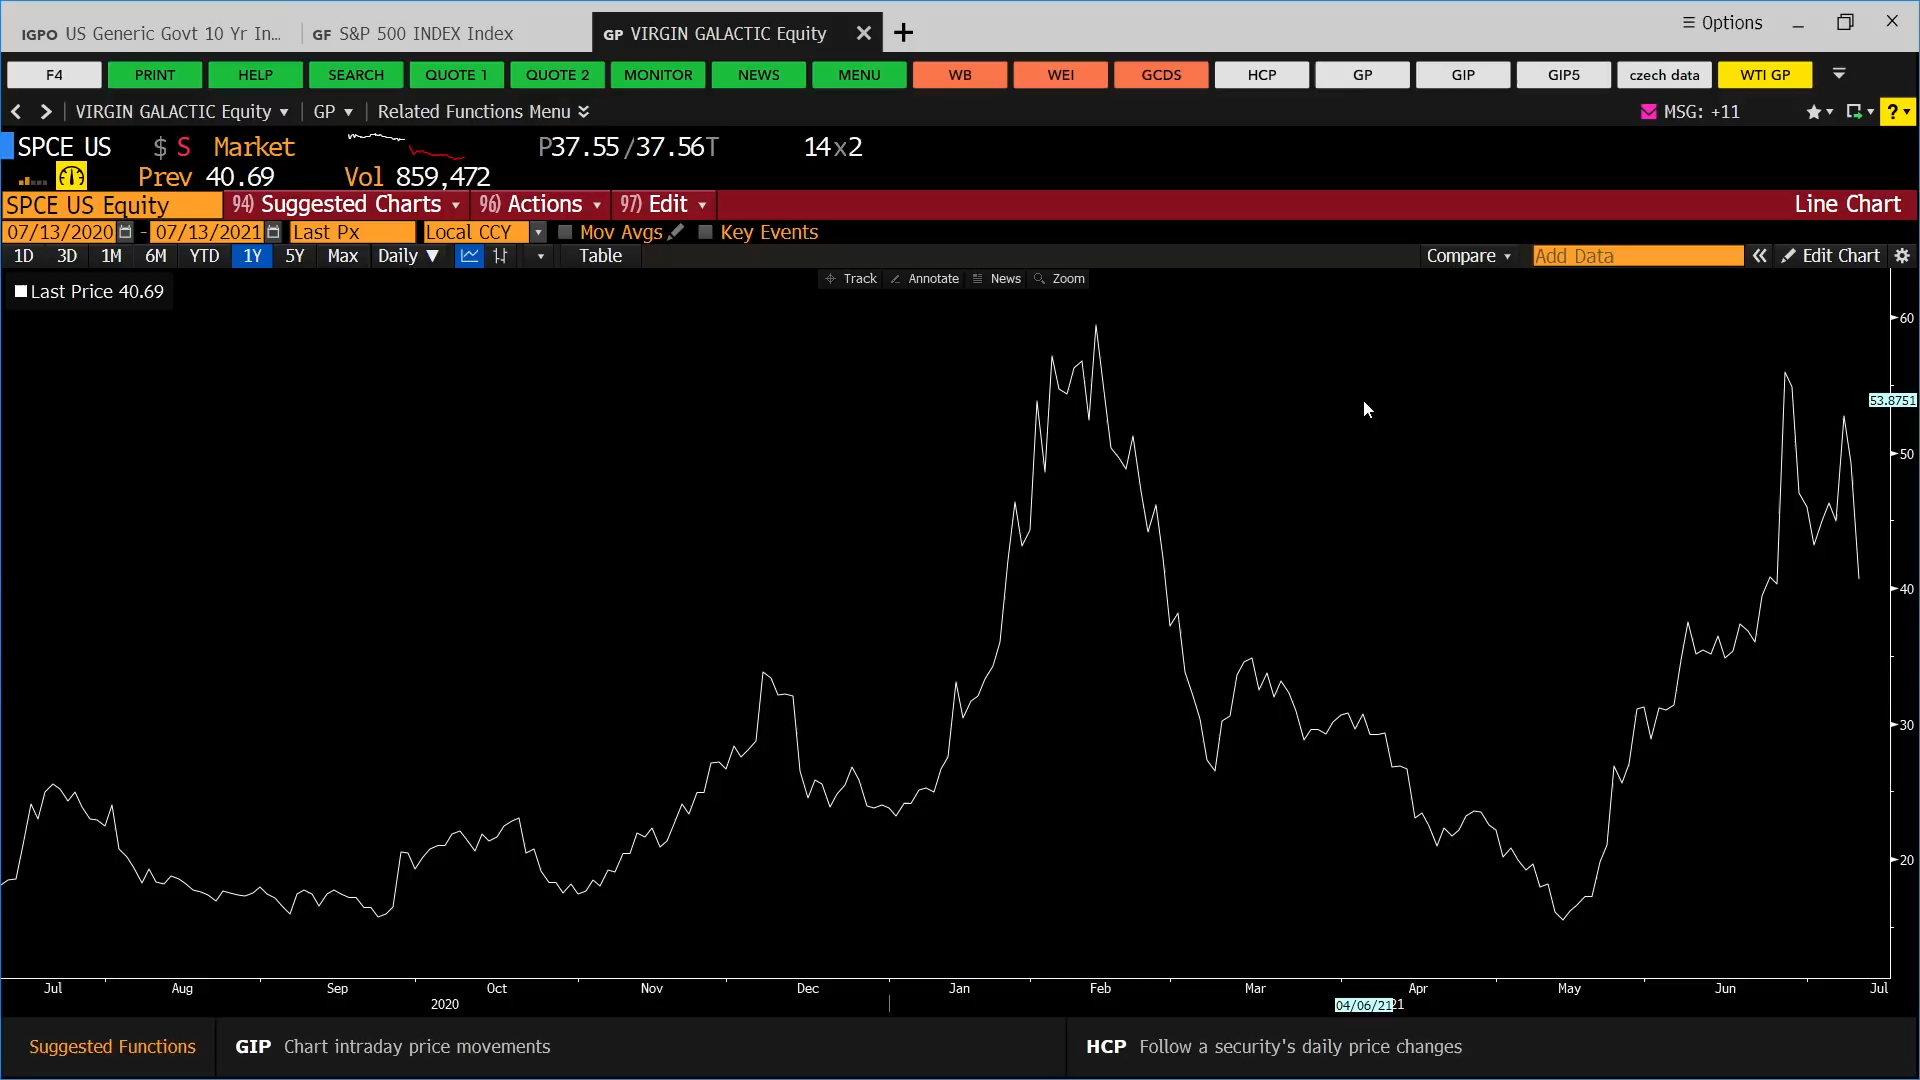 IGPO US Generic Govt 10 Yr In... GF S&P 500 INDEX Index GP VIRGIN GALACTIC Equity Options
F4 PRINT HELP SEARCH QUOTE 1 QUOTE 2 MONITOR NEWS MENU WB WEI GCDS HCP GP GIP GIP5 czech data WTI GP
VIRGIN GALACTIC Equity GP Related Functions Menu MSG: +11 ?
SPCE US $ S Market P37.55/37.56T 14x2
Prev 40.69 Vol 859,472
SPCE US Equity 94) Suggested Charts 96) Actions 97) Edit Line Chart
07/13/2020 - 07/13/2021 Last Px Local CCY Mov Avgs Key Events
1D 3D 1M 6M YTD 1Y 5Y Max Daily Table Compare Add Data Edit Chart
Track Annotate News Zoom
Last Price 40.69
60
53.8751
50
40
30
20
Jul Aug Sep Oct Nov Dec Jan Feb Mar Apr May Jun Jul
2020 04/06/21 21
Suggested Functions GIP Chart intraday price movements HCP Follow a security's daily price changes